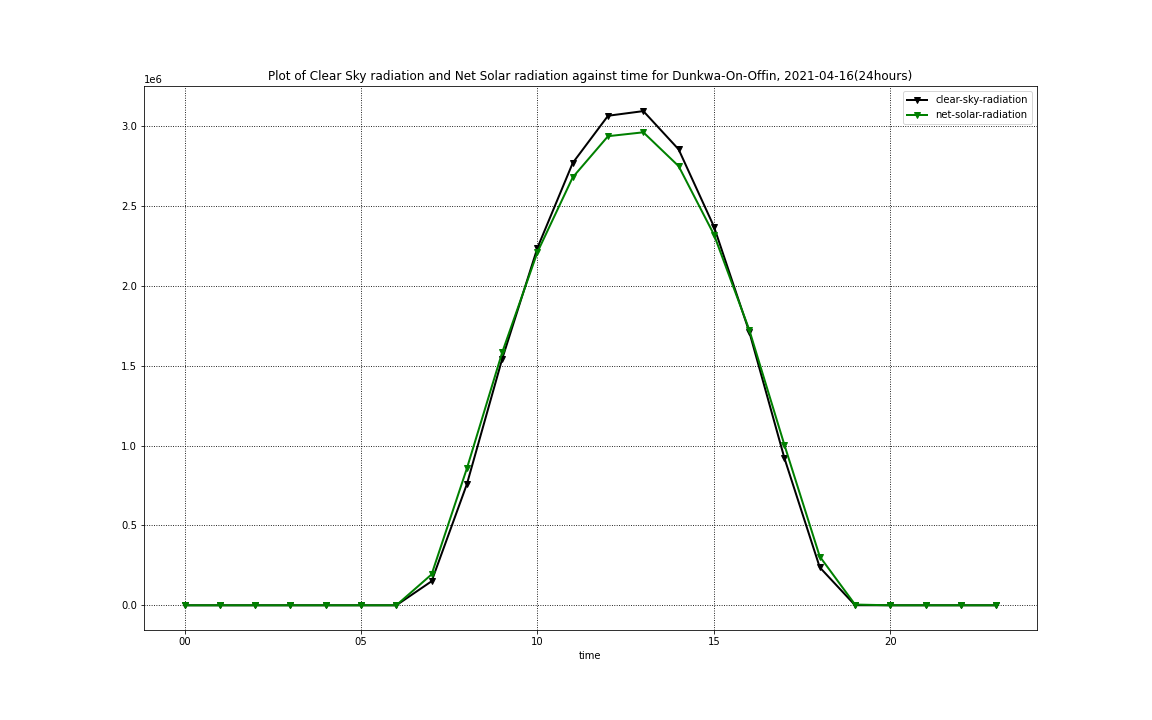 Plot of Clear Sky radiation and Net Solar radiation against time for Dunkwa-On-Offin, 2021-04-16(24hours)
1e6
clear-sky-radiation
net-solar-radiation
3.0
2.5
2.0
1.5
1.0
0.5
0.0
00 05 10 15 20
time